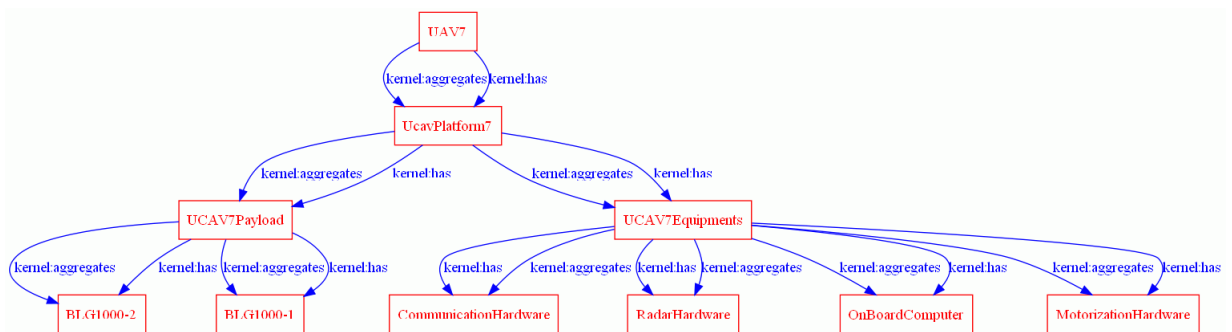 UAV7
kernel:aggregates kernel:has
UcavPlatform7
kernel:aggregates kernel:has kernel:aggregates kernel:has
UCAV7Payload UCAV7Equipments
kernel:aggregates kernel:has kernel:aggregates kernel:has kernel:has kernel:aggregates kernel:has kernel:aggregates kernel:aggregates kernel:has kernel:aggregates kernel:has
BLG1000-2 BLG1000-1 CommunicationHardware RadarHardware OnBoardComputer MotorizationHardware